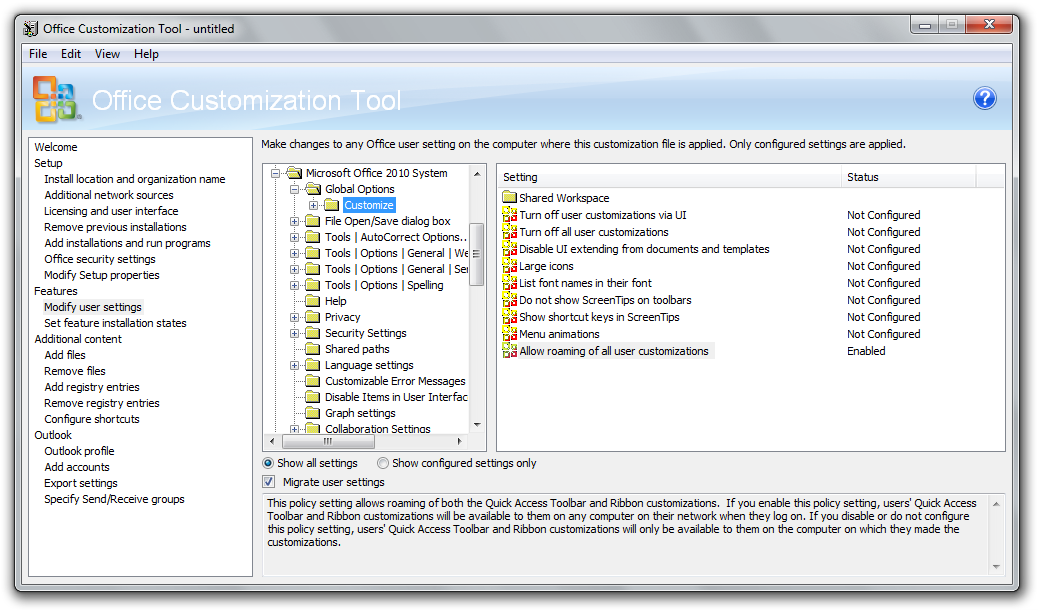 Office Customization Tool - untitled
File Edit View Help
Office Customization Tool
?
Welcome
Setup
Install location and organization name
Additional network sources
Licensing and user interface
Remove previous installations
Add installations and run programs
Office security settings
Modify Setup properties
Features
Modify user settings
Set feature installation states
Additional content
Add files
Remove files
Add registry entries
Remove registry entries
Configure shortcuts
Outlook
Outlook profile
Add accounts
Export settings
Specify Send/Receive groups
Make changes to any Office user setting on the computer where this customization file is applied. Only configured settings are applied.
Microsoft Office 2010 System
Global Options
Customize
File Open/Save dialog box
Tools | AutoCorrect Options..
Tools | Options | General | We
Tools | Options | General | Ser
Tools | Options | Spelling
Help
Privacy
Security Settings
Shared paths
Language settings
Customizable Error Messages
Disable Items in User Interfac
Graph settings
Collaboration Settings
Setting Status
Shared Workspace
Turn off user customizations via UI Not Configured
Turn off all user customizations Not Configured
Disable UI extending from documents and templates Not Configured
Large icons Not Configured
List font names in their font Not Configured
Do not show ScreenTips on toolbars Not Configured
Show shortcut keys in ScreenTips Not Configured
Menu animations Not Configured
Allow roaming of all user customizations Enabled
Show all settings Show configured settings only
Migrate user settings
This policy setting allows roaming of both the Quick Access Toolbar and Ribbon customizations. If you enable this policy setting, users' Quick Access
Toolbar and Ribbon customizations will be available to them on any computer on their network when they log on. If you disable or do not configure
this policy setting, users' Quick Access Toolbar and Ribbon customizations will only be available to them on the computer on which they made the
customizations.